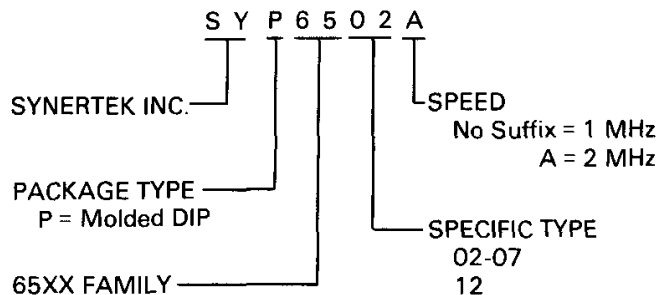 S Y P 6 5 0 2 A
SYNERTEK INC.
SPEED
No Suffix = 1 MHz
A = 2 MHz
PACKAGE TYPE
P = Molded DIP
SPECIFIC TYPE
02-07
12
65XX FAMILY